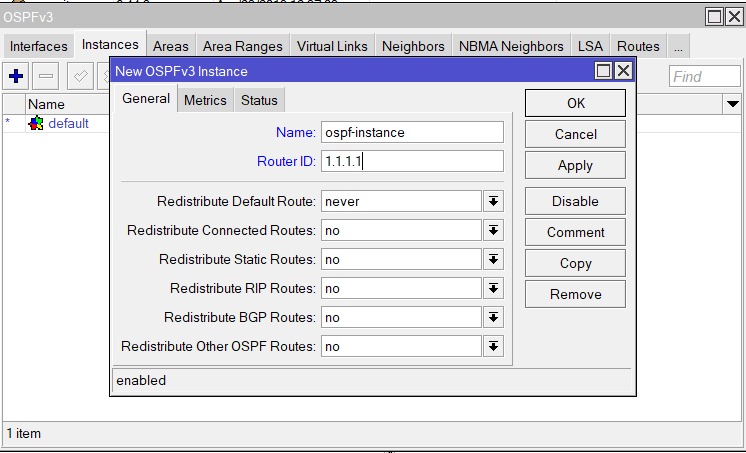 OSPFv3
Interfaces Instances Areas Area Ranges Virtual Links Neighbors NBMA Neighbors LSA Routes ...
Find
Name
* default
New OSPFv3 Instance
General Metrics Status
Name: ospf-instance
Router ID: 1.1.1.1
Redistribute Default Route: never
Redistribute Connected Routes: no
Redistribute Static Routes: no
Redistribute RIP Routes: no
Redistribute BGP Routes: no
Redistribute Other OSPF Routes: no
enabled
OK
Cancel
Apply
Disable
Comment
Copy
Remove
1 item